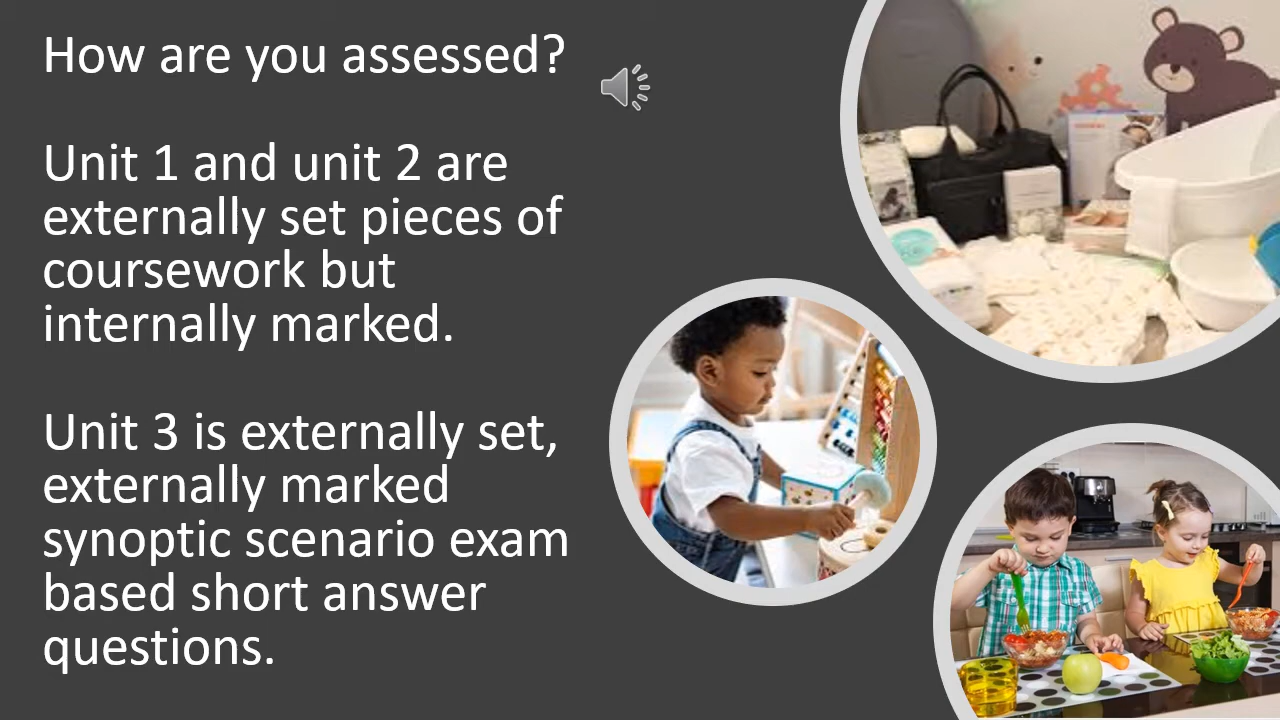 How are you assessed?
Unit 1 and unit 2 are
externally set pieces of
coursework but
internally marked.
Unit 3 is externally set,
externally marked
synoptic scenario exam
based short answer
questions.